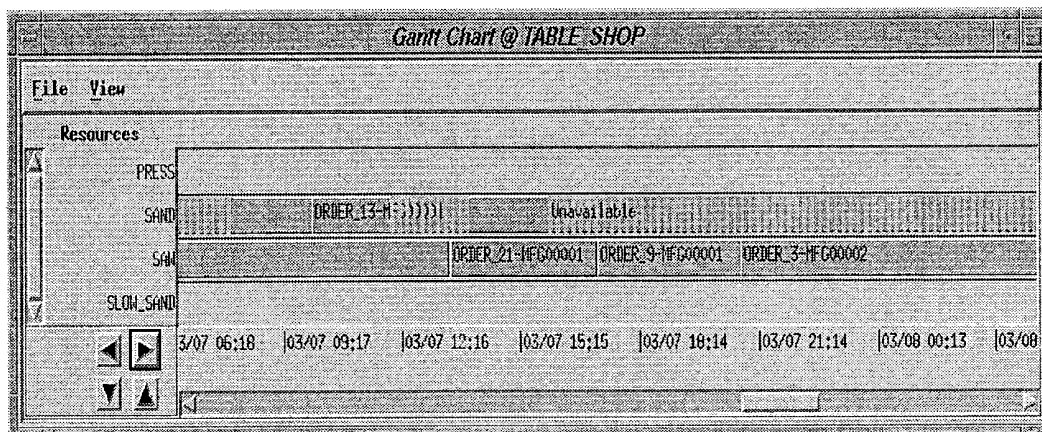 Gantt Chart @ TABLE_SHOP
File View
Resources
PRESS
SAND ORDER_13-M Unavailable
SAW ORDER_21-MFG00001 ORDER_9-MFG00001 ORDER_3-MFG00002
SLOW_SAND
3/07 06:18 |03/07 09:17 |03/07 12:16 |03/07 15:15 |03/07 18:14 |03/07 21:14 |03/08 00:13 |03/08